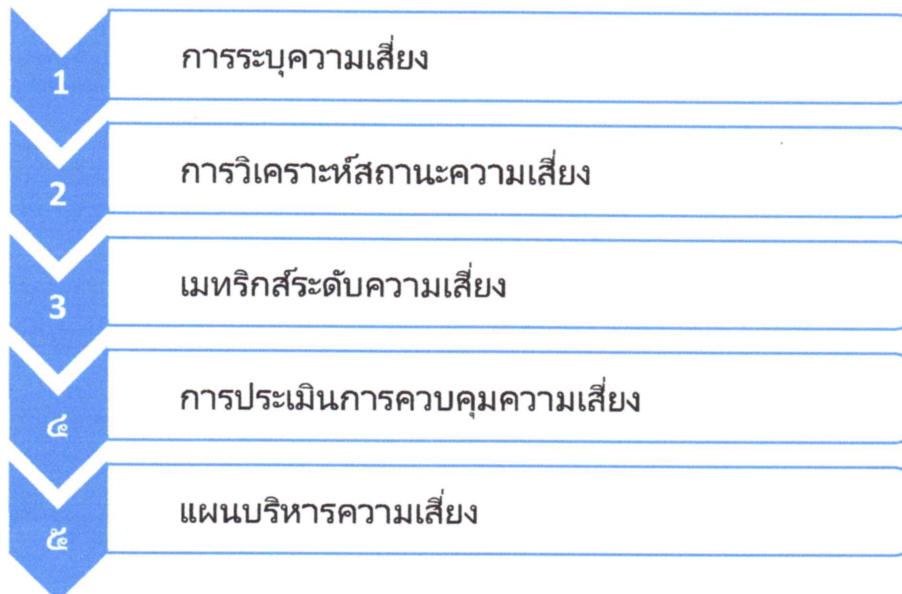 1 การระบุความเสี่ยง
2 การวิเคราะห์สถานะความเสี่ยง
3 เมทริกส์ระดับความเสี่ยง
๔ การประเมินการควบคุมความเสี่ยง
๕ แผนบริหารความเสี่ยง